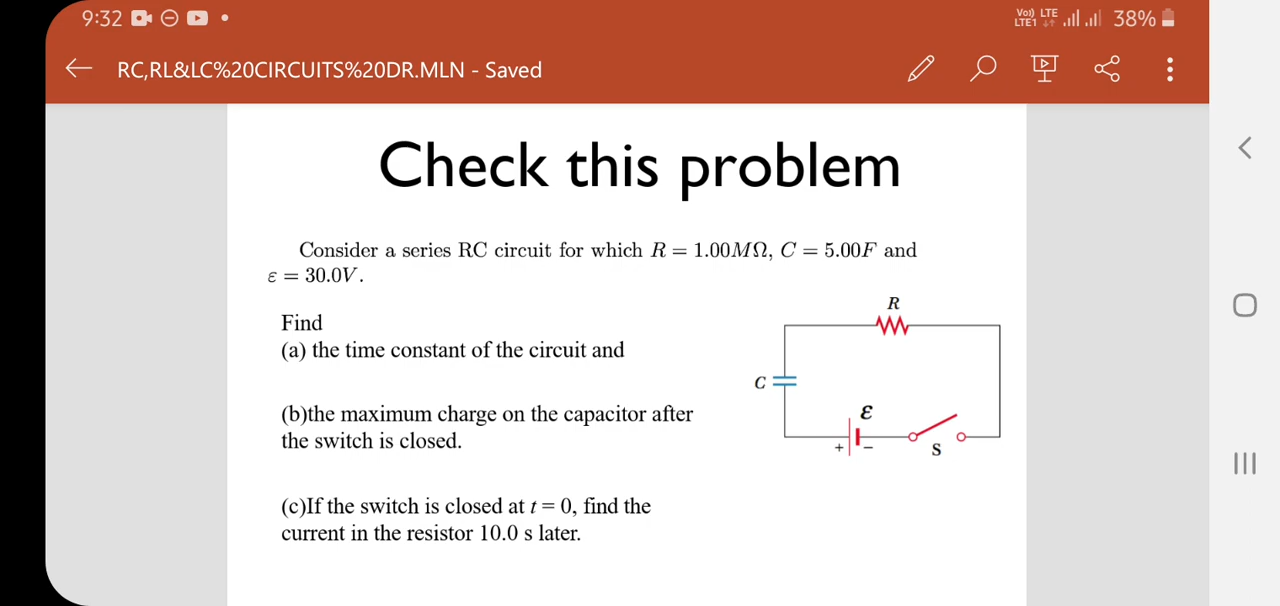 9:32
Vo)) LTE
LTE1 ↓↑ 38%
RC,RL&LC%20CIRCUITS%20DR.MLN - Saved
Check this problem
Consider a series RC circuit for which R = 1.00MΩ, C = 5.00F and
ε = 30.0V.
Find
(a) the time constant of the circuit and
(b)the maximum charge on the capacitor after
the switch is closed.
(c)If the switch is closed at t = 0, find the
current in the resistor 10.0 s later.
R
C
ε
+ −
S